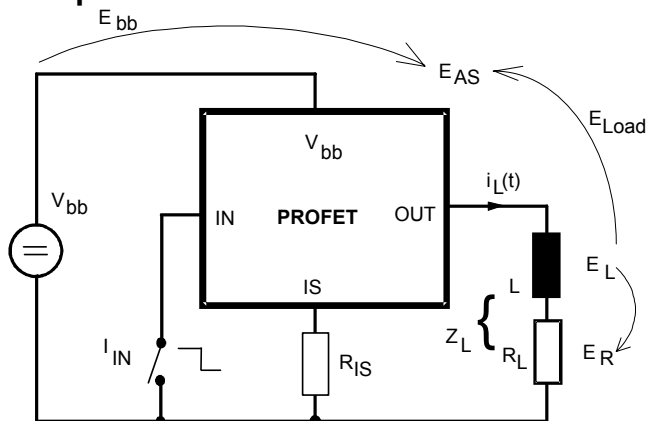 E bb
E AS
E Load
V bb
V bb
i L(t)
IN
PROFET
OUT
IS
L
E L
I IN
R IS
Z L
{
R L
E R